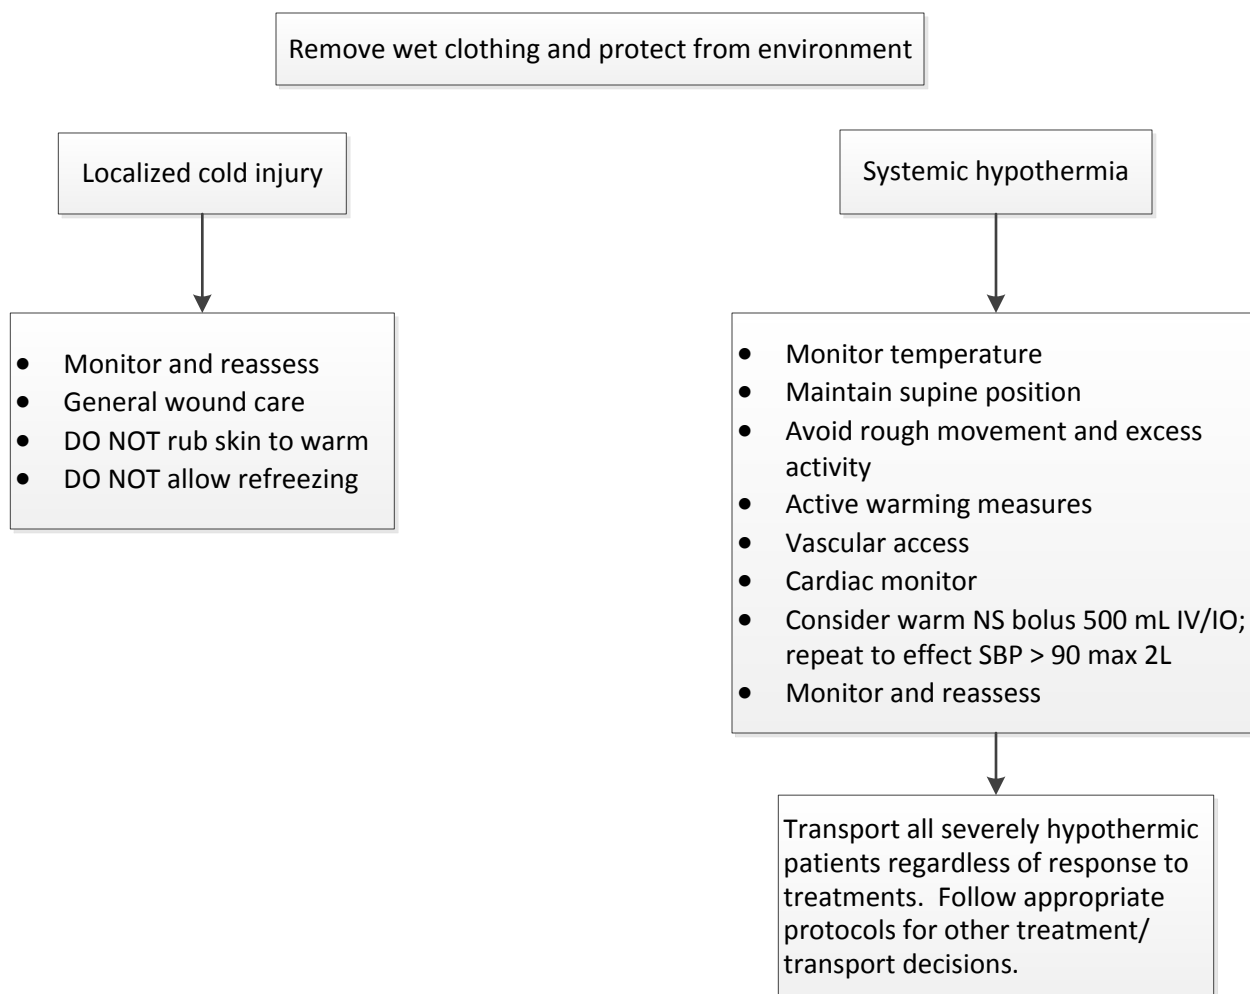 Remove wet clothing and protect from environment
Localized cold injury
Systemic hypothermia
• Monitor and reassess
• General wound care
• DO NOT rub skin to warm
• DO NOT allow refreezing
• Monitor temperature
• Maintain supine position
• Avoid rough movement and excess
activity
• Active warming measures
• Vascular access
• Cardiac monitor
• Consider warm NS bolus 500 mL IV/IO;
repeat to effect SBP > 90 max 2L
• Monitor and reassess
Transport all severely hypothermic
patients regardless of response to
treatments.  Follow appropriate
protocols for other treatment/
transport decisions.